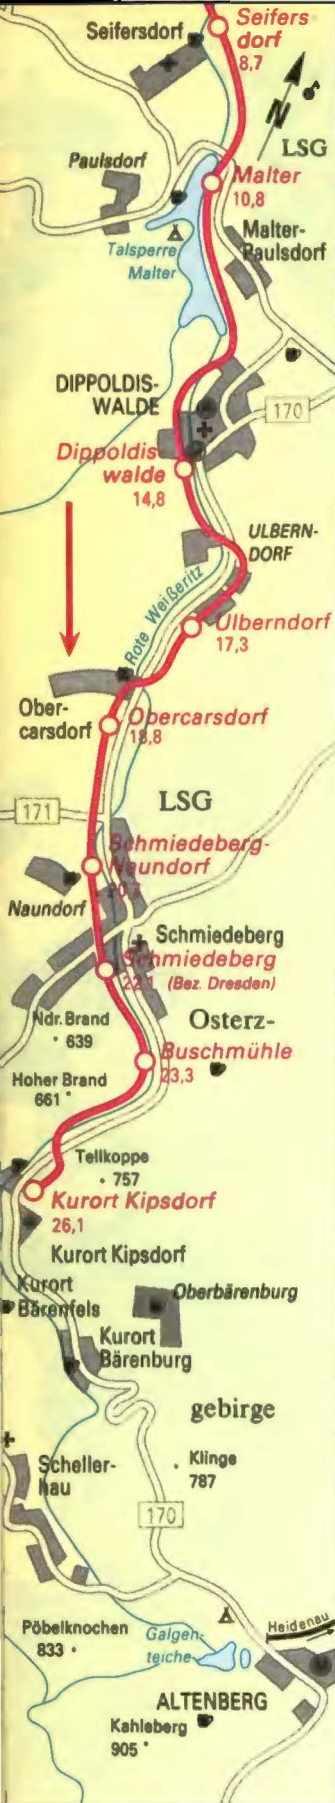 Seifersdorf
Seifers
dorf
8,7
N
LSG
Paulsdorf
Malter
10,8
Talsperre
Malter
Malter-
Paulsdorf
DIPPOLDIS-
WALDE
170
Dippoldis
walde
14,8
ULBERN-
DORF
Rote Weißeritz
Ulberndorf
17,3
Ober-
carsdorf
Obercarsdorf
18,8
171
LSG
Schmiedeberg-
Naundorf
20,7
Naundorf
Schmiedeberg
Schmiedeberg
22,1 (Bez. Dresden)
Ndr. Brand
639
Osterz-
Buschmühle
23,3
Hoher Brand
661
Tellkoppe
757
Kurort Kipsdorf
26,1
Kurort Kipsdorf
Kurort
Bärenfels
Oberbärenburg
Kurort
Bärenburg
gebirge
Klinge
787
Scheller-
hau
170
Pöbelknochen
833
Galgen-
teiche
Heidenau
ALTENBERG
Kahleberg
905